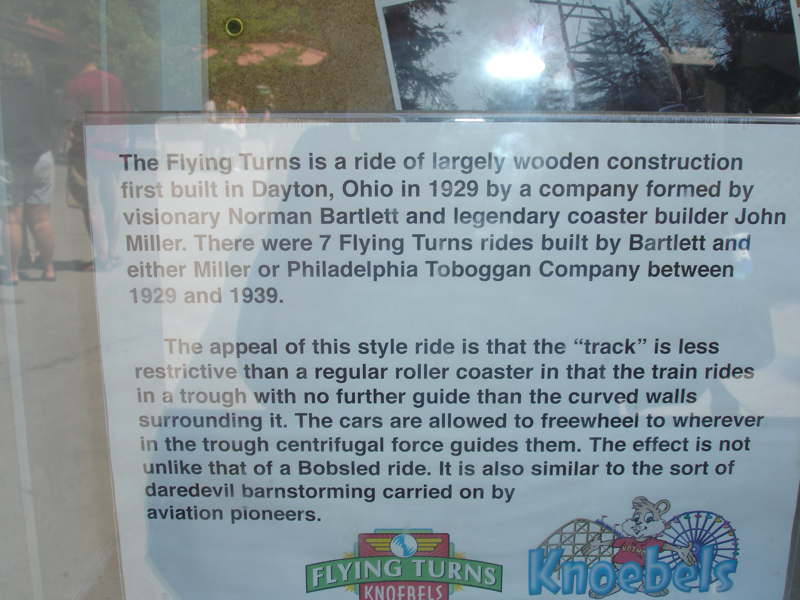 The Flying Turns is a ride of largely wooden construction
first built in Dayton, Ohio in 1929 by a company formed by
visionary Norman Bartlett and legendary coaster builder John
Miller. There were 7 Flying Turns rides built by Bartlett and
either Miller or Philadelphia Toboggan Company between
1929 and 1939.
The appeal of this style ride is that the “track” is less
restrictive than a regular roller coaster in that the train rides
in a trough with no further guide than the curved walls
surrounding it. The cars are allowed to freewheel to wherever
in the trough centrifugal force guides them. The effect is not
unlike that of a Bobsled ride. It is also similar to the sort of
daredevil barnstorming carried on by
aviation pioneers.
FLYING TURNS
KNOEBELS
Knoebels